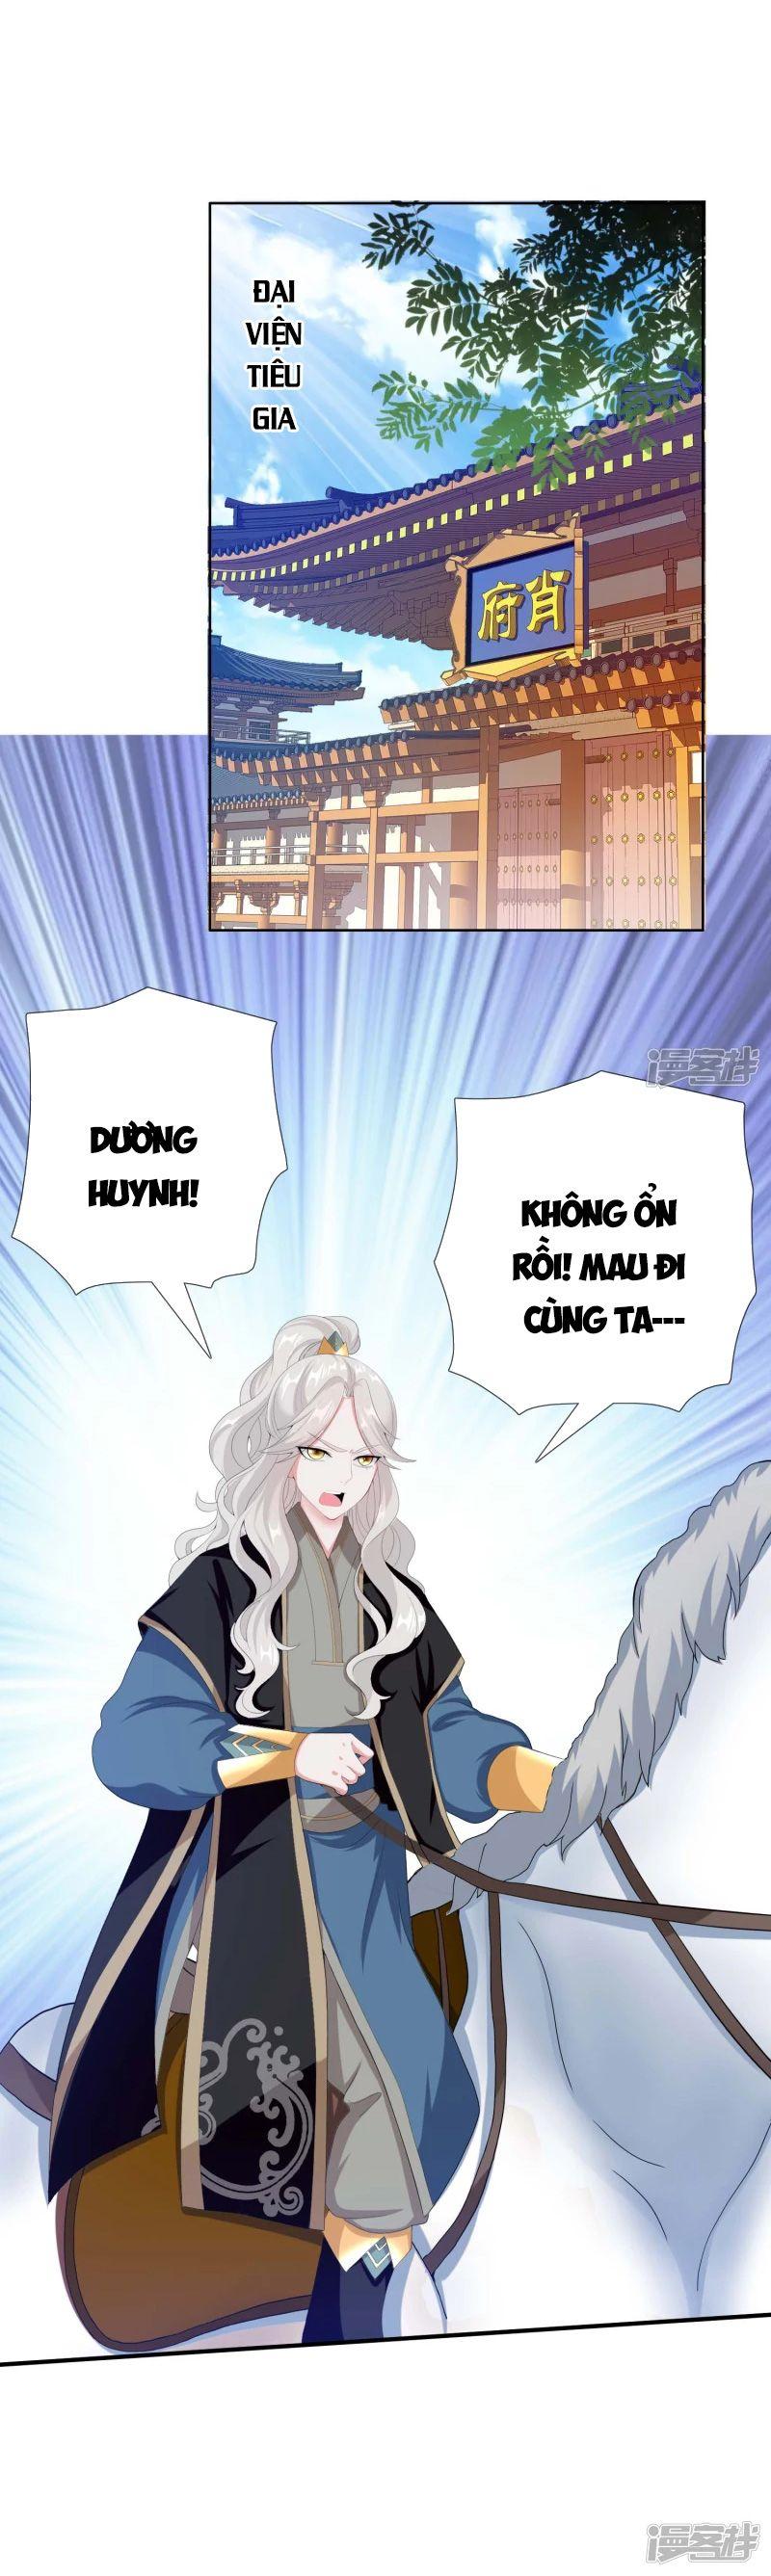 ĐẠI
VIỆN
TIÊU
GIA
肖府
漫客栈
DƯƠNG
HUYNH!
KHÔNG ỔN
RỒI! MAU ĐI
CÙNG TA---
漫客栈